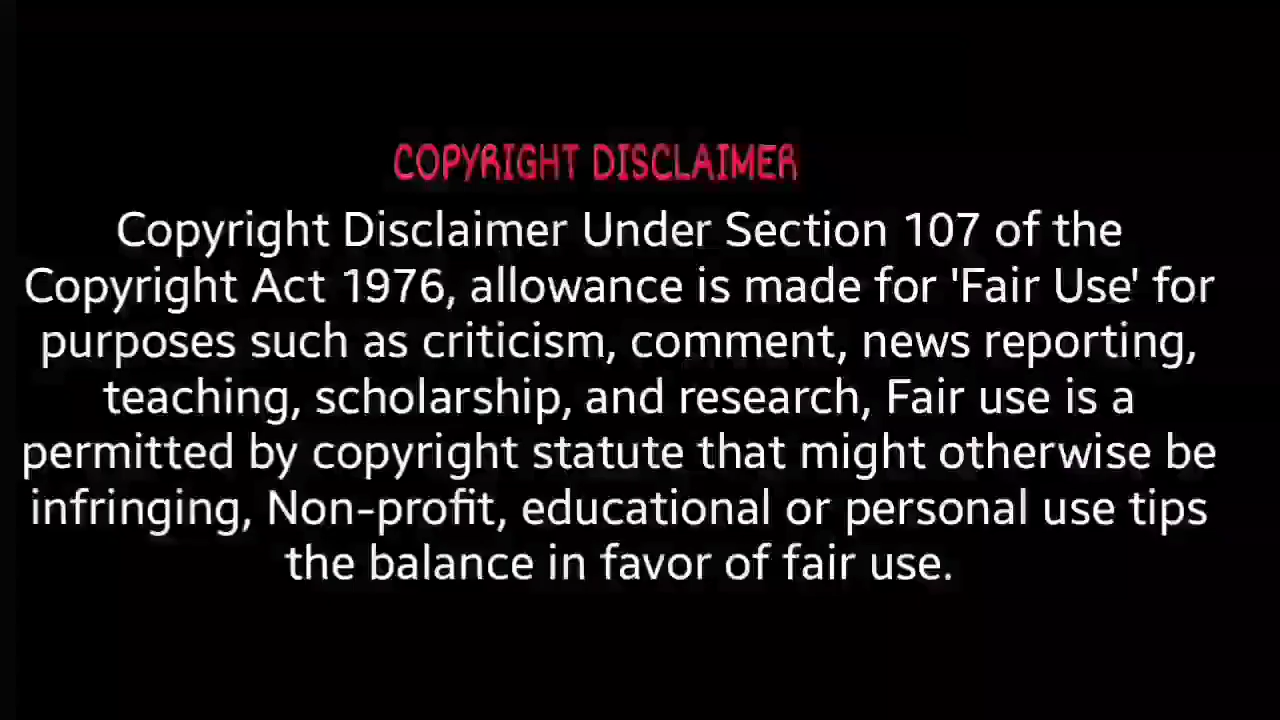 COPYRIGHT DISCLAIMER
Copyright Disclaimer Under Section 107 of the
Copyright Act 1976, allowance is made for 'Fair Use' for
purposes such as criticism, comment, news reporting,
teaching, scholarship, and research, Fair use is a
permitted by copyright statute that might otherwise be
infringing, Non-profit, educational or personal use tips
the balance in favor of fair use.